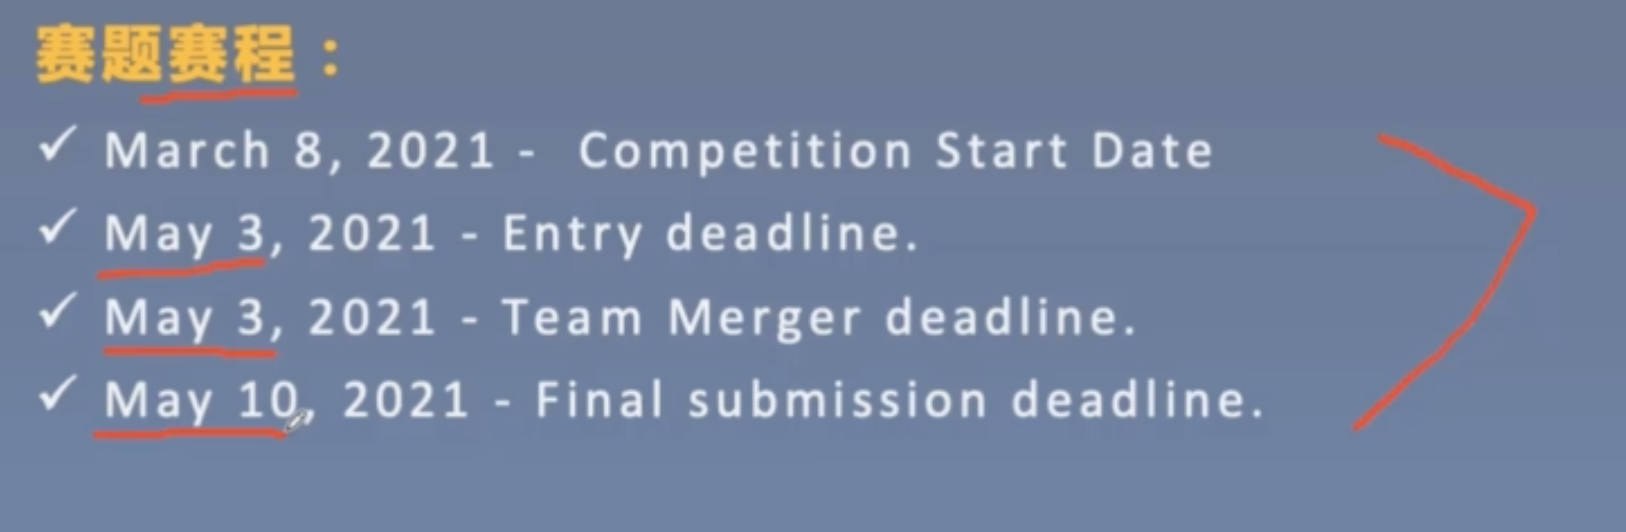 赛题赛程：
✓ March 8, 2021 - Competition Start Date
✓ May 3, 2021 - Entry deadline.
✓ May 3, 2021 - Team Merger deadline.
✓ May 10, 2021 - Final submission deadline.